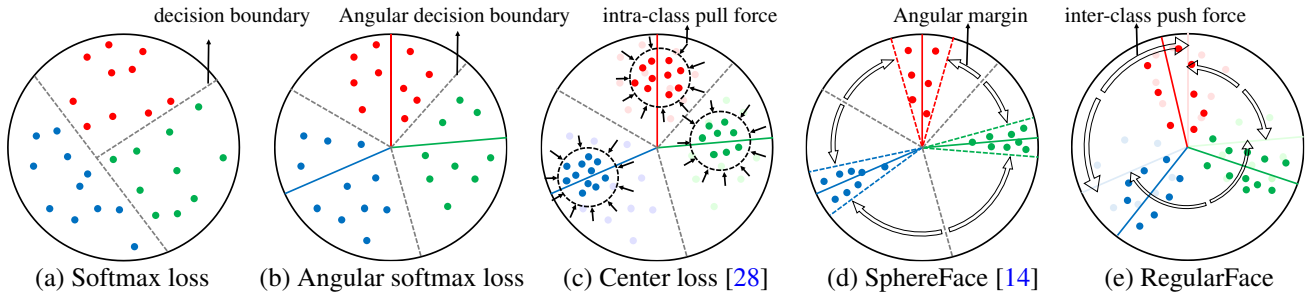 decision boundary
Angular decision boundary
intra-class pull force
Angular margin
inter-class push force
(a) Softmax loss
(b) Angular softmax loss
(c) Center loss [28]
(d) SphereFace [14]
(e) RegularFace